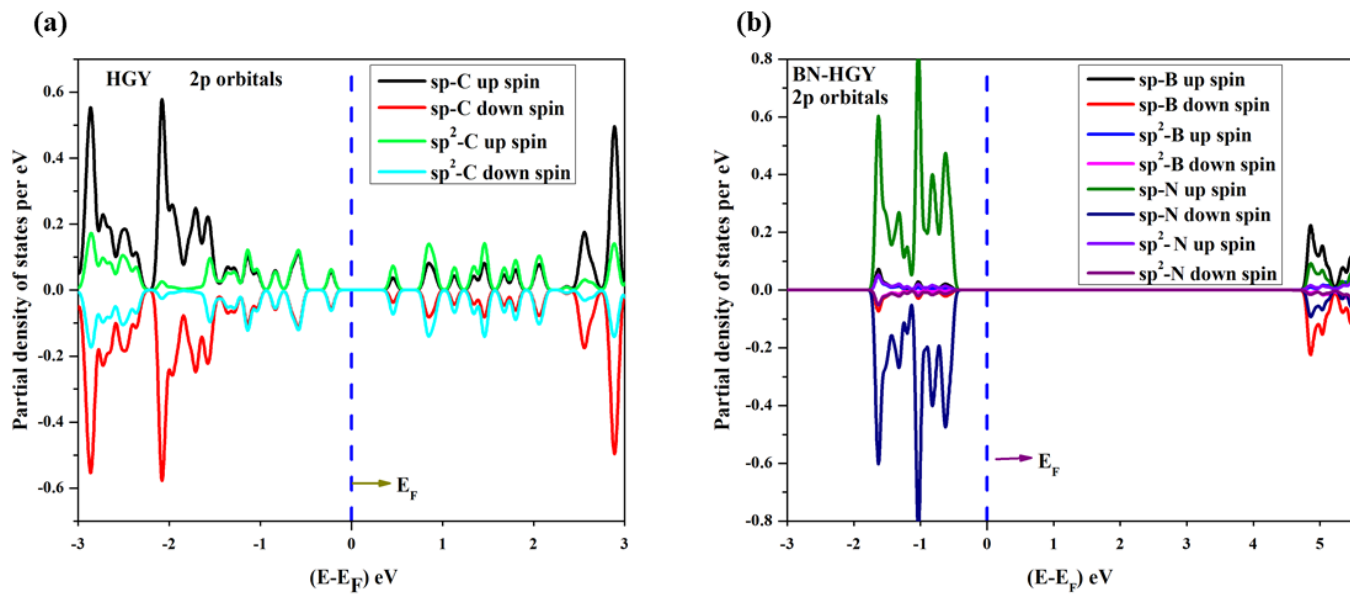 (a)
HGY 2p orbitals
sp-C up spin
sp-C down spin
sp²-C up spin
sp²-C down spin
Partial density of states per eV
0.6
0.4
0.2
0.0
-0.2
-0.4
-0.6
E_F
-3 -2 -1 0 1 2 3
(E-E_F) eV
(b)
BN-HGY
2p orbitals
sp-B up spin
sp-B down spin
sp²-B up spin
sp²-B down spin
sp-N up spin
sp-N down spin
sp²- N up spin
sp²-N down spin
Partial density of states per eV
0.8
0.6
0.4
0.2
0.0
-0.2
-0.4
-0.6
-0.8
E_F
-3 -2 -1 0 1 2 3 4 5
(E-E_F) eV